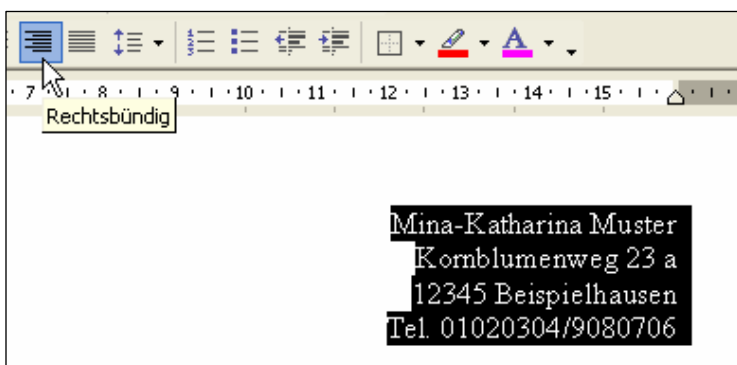 7 · 8 · 9 · 10 · 11 · 12 · 13 · 14 · 15
Rechtsbündig
Mina-Katharina Muster
Kornblumenweg 23 a
12345 Beispielhausen
Tel. 01020304/9080706